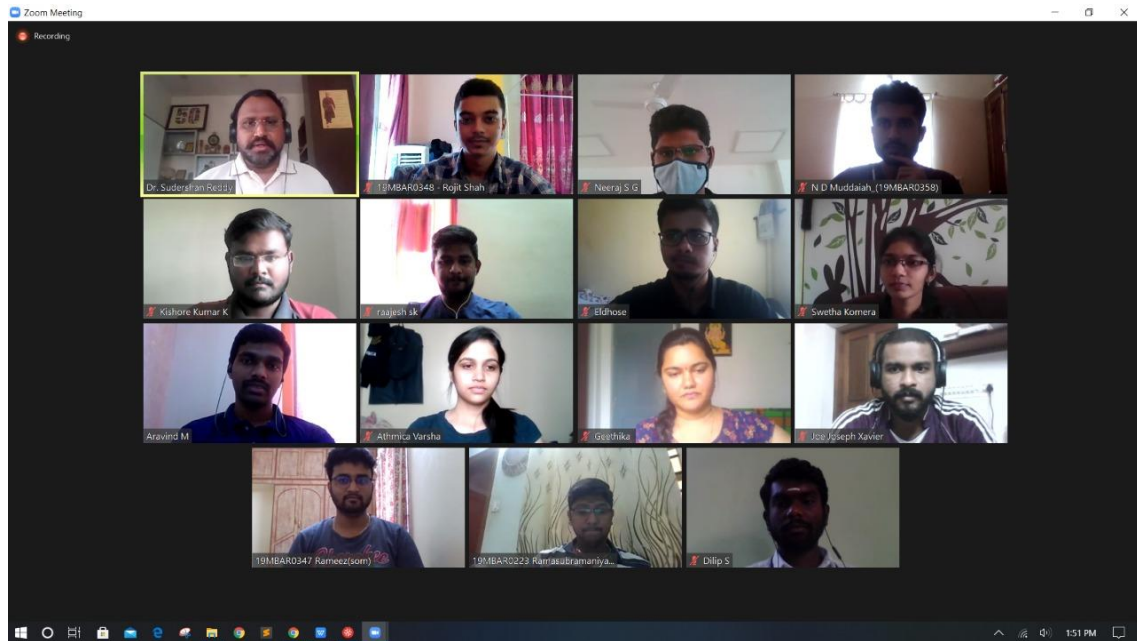 Zoom Meeting
Recording
50
Dr. Sudershan Reddy
19MBAR0348 - Rojit Shah
Neeraj S G
N D Muddaiah_(19MBAR0358)
Kishore Kumar K
raajesh sk
Eldhose
Swetha Komera
Aravind M
Athmica Varsha
Geethika
Joe Joseph Xavier
19MBAR0347 Rameez(som)
19MBAR0223 Ramasubramaniya...
Dilip S
1:51 PM